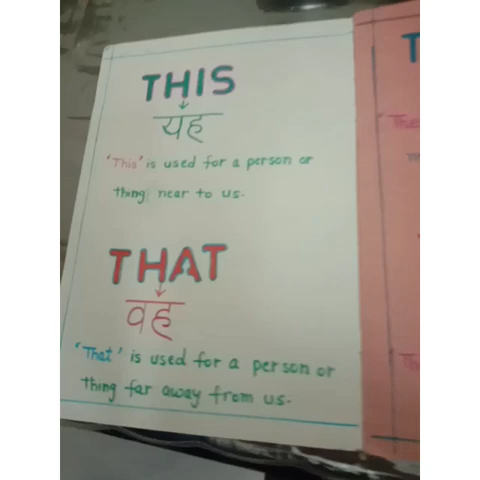 THIS
यह
'This' is used for a person or
thing near to us.
THAT
वह
'That' is used for a person or
thing far away from us.